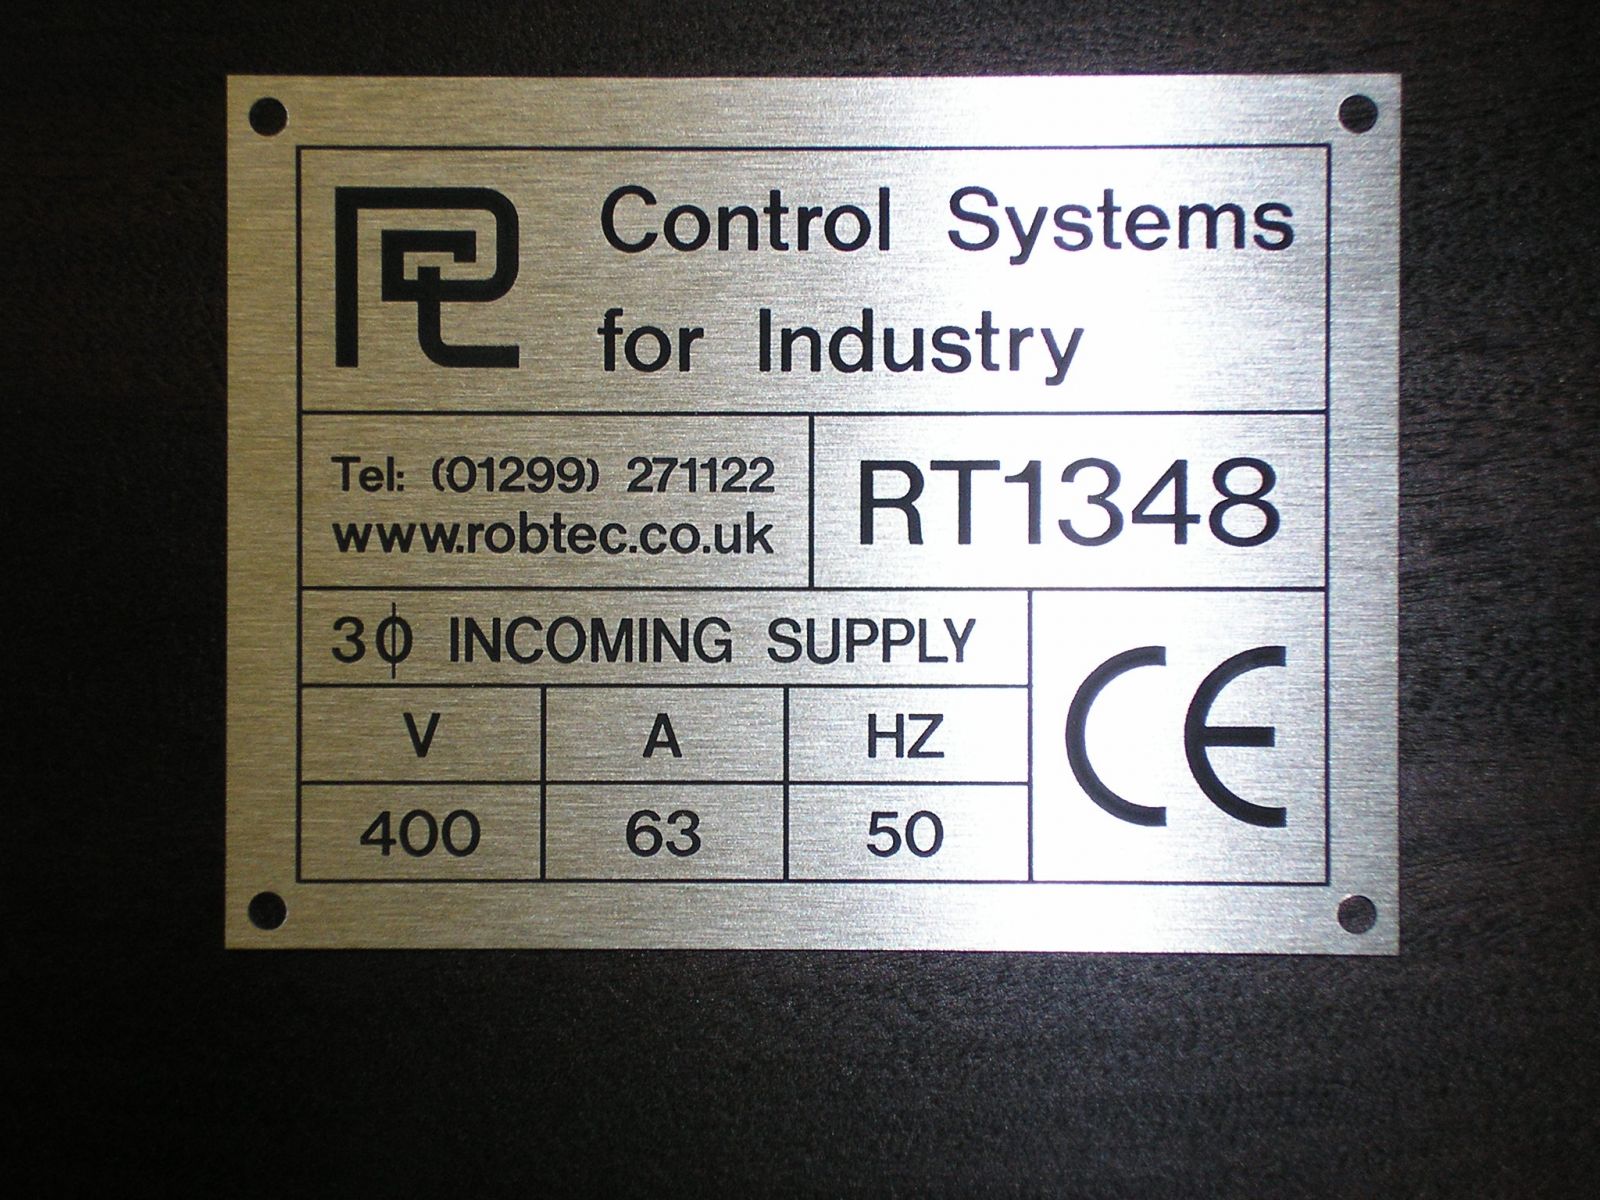 Control Systems
for Industry
Tel: (01299) 271122
www.robtec.co.uk
RT1348
3ϕ INCOMING SUPPLY
V A HZ
400 63 50
CE